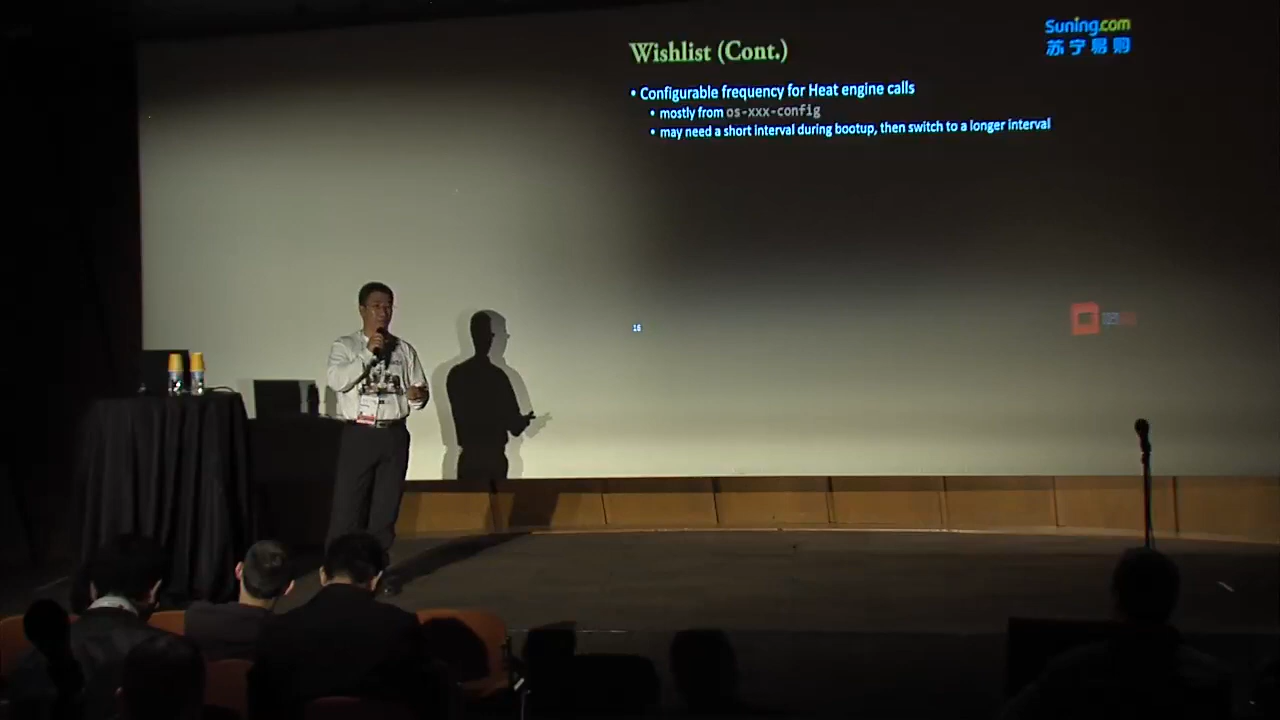 Suning.com
苏宁易购
Wishlist (Cont.)
• Configurable frequency for Heat engine calls
• mostly from os-xxx-config
• may need a short interval during bootup, then switch to a longer interval
16